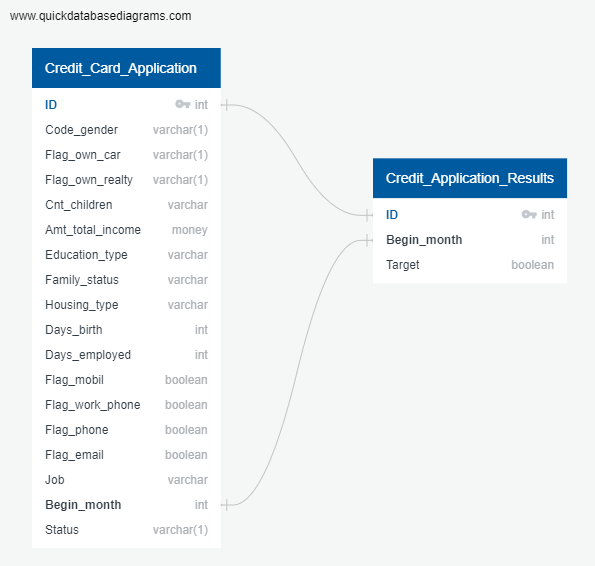 www.quickdatabasediagrams.com
Credit_Card_Application
ID int
Code_gender varchar(1)
Flag_own_car varchar(1)
Flag_own_realty varchar(1)
Cnt_children varchar
Amt_total_income money
Education_type varchar
Family_status varchar
Housing_type varchar
Days_birth int
Days_employed int
Flag_mobil boolean
Flag_work_phone boolean
Flag_phone boolean
Flag_email boolean
Job varchar
Begin_month int
Status varchar(1)
Credit_Application_Results
ID int
Begin_month int
Target boolean